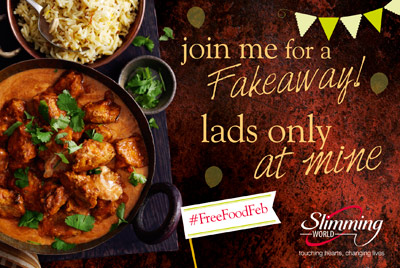 join me for a
Fakeaway!
lads only
at mine
#FreeFoodFeb
Slimming
WORLD
touching hearts, changing lives